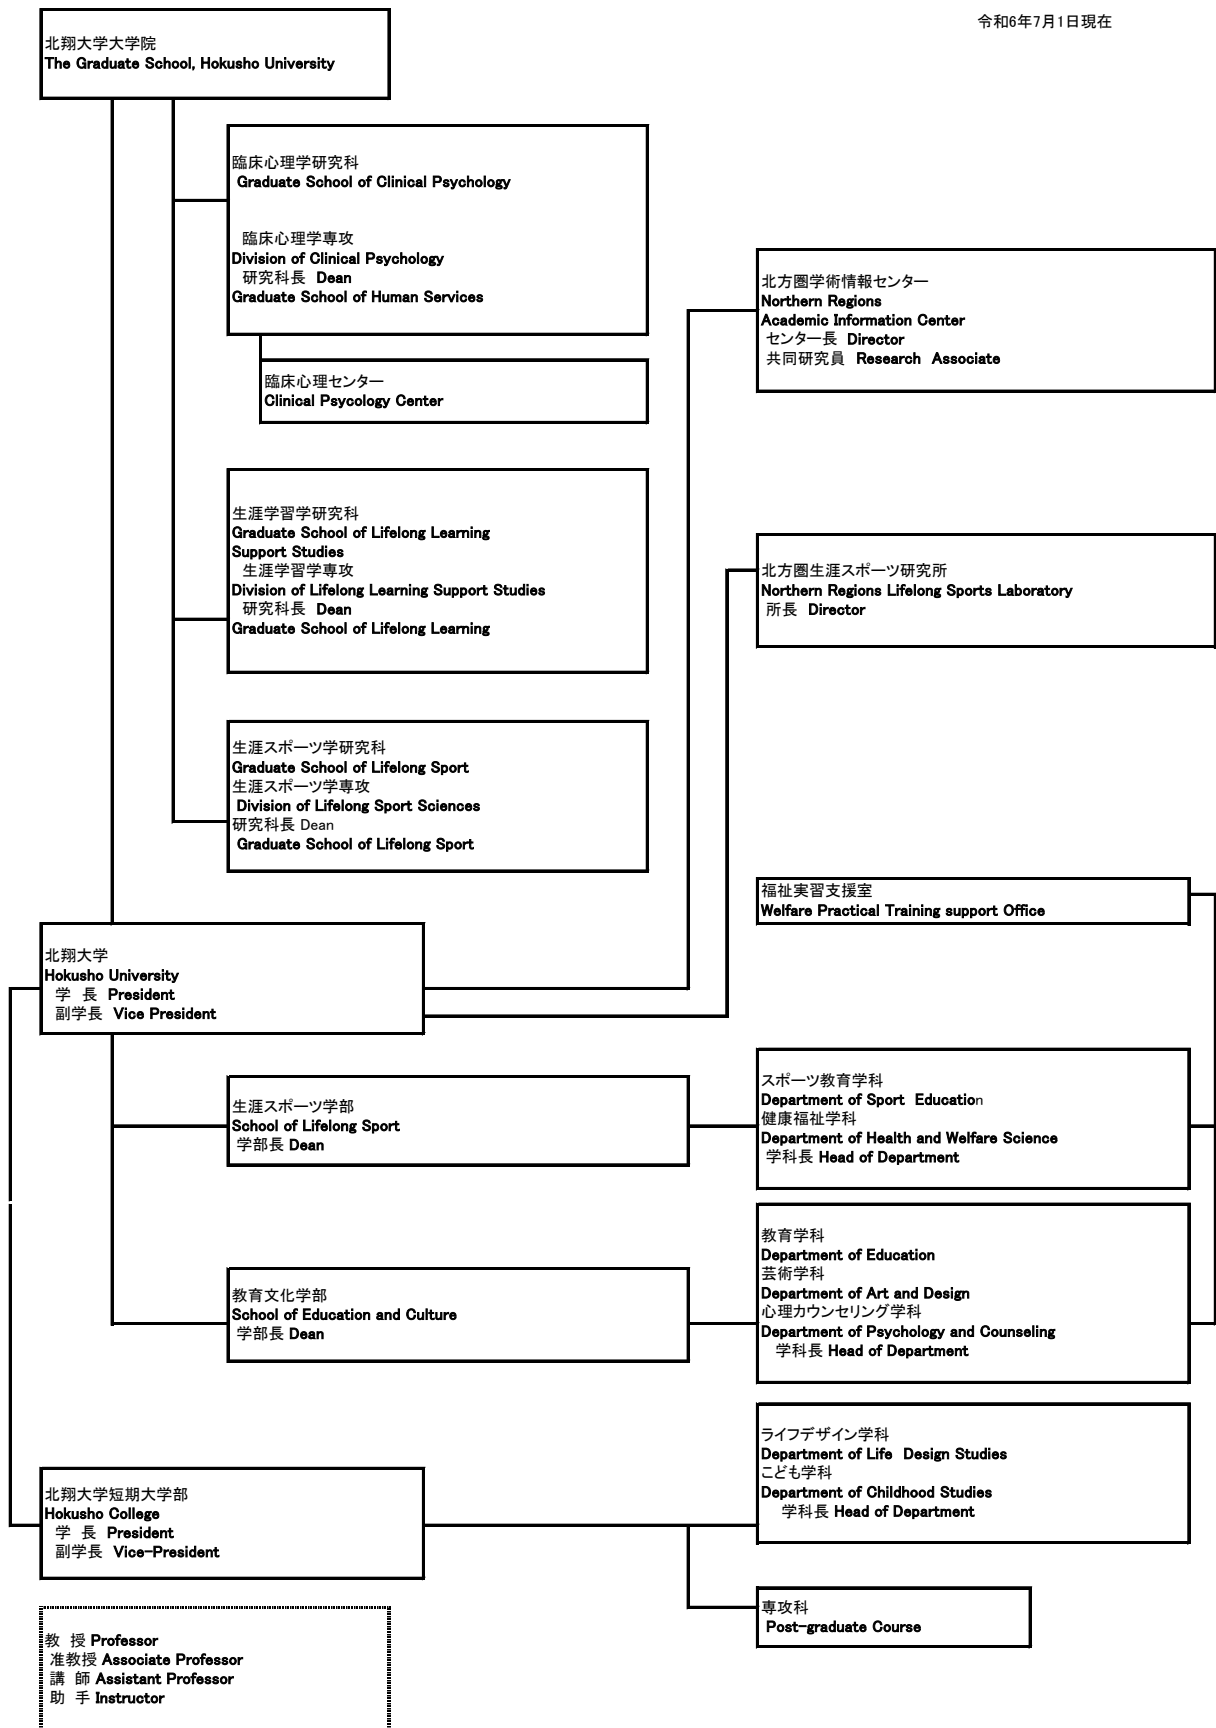 令和6年7月1日現在
北翔大学大学院
The Graduate School, Hokusho University
臨床心理学研究科
Graduate School of Clinical Psychology
臨床心理学専攻
Division of Clinical Psychology
研究科長 Dean
Graduate School of Human Services
臨床心理センター
Clinical Psycology Center
北方圏学術情報センター
Northern Regions
Academic Information Center
センター長 Director
共同研究員 Research Associate
生涯学習学研究科
Graduate School of Lifelong Learning
Support Studies
生涯学習学専攻
Division of Lifelong Learning Support Studies
研究科長 Dean
Graduate School of Lifelong Learning
北方圏生涯スポーツ研究所
Northern Regions Lifelong Sports Laboratory
所長 Director
生涯スポーツ学研究科
Graduate School of Lifelong Sport
生涯スポーツ学専攻
Division of Lifelong Sport Sciences
研究科長 Dean
Graduate School of Lifelong Sport
福祉実習支援室
Welfare Practical Training support Office
北翔大学
Hokusho University
学 長 President
副学長 Vice President
生涯スポーツ学部
School of Lifelong Sport
学部長 Dean
スポーツ教育学科
Department of Sport Education
健康福祉学科
Department of Health and Welfare Science
学科長 Head of Department
教育文化学部
School of Education and Culture
学部長 Dean
教育学科
Department of Education
芸術学科
Department of Art and Design
心理カウンセリング学科
Department of Psychology and Counseling
学科長 Head of Department
北翔大学短期大学部
Hokusho College
学 長 President
副学長 Vice-President
ライフデザイン学科
Department of Life Design Studies
こども学科
Department of Childhood Studies
学科長 Head of Department
専攻科
Post-graduate Course
教 授 Professor
准教授 Associate Professor
講 師 Assistant Professor
助 手 Instructor